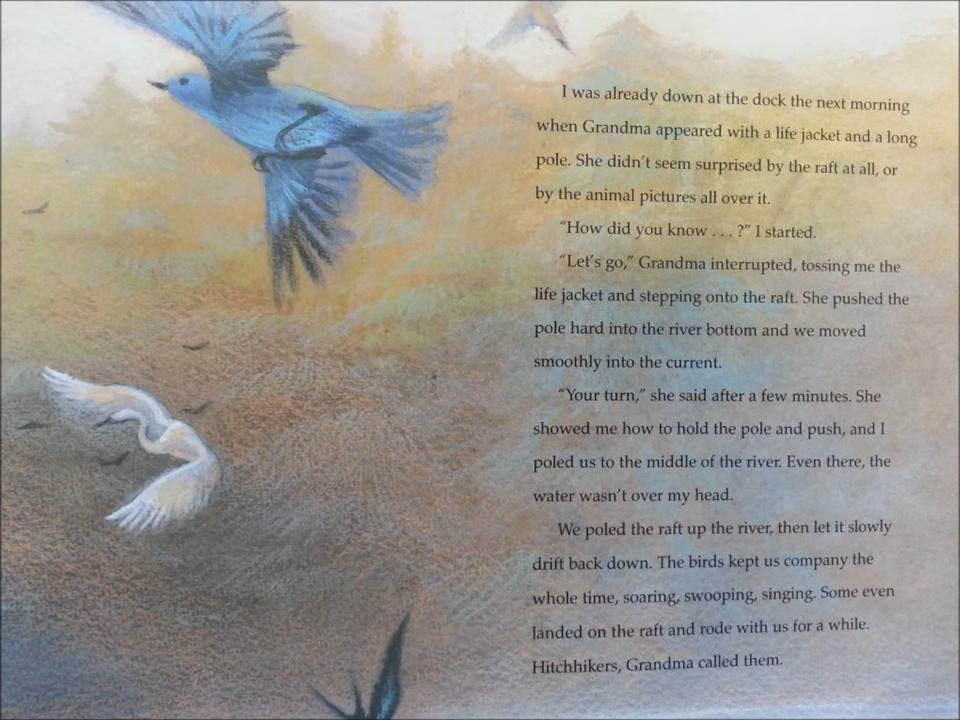 I was already down at the dock the next morning
when Grandma appeared with a life jacket and a long
pole. She didn't seem surprised by the raft at all, or
by the animal pictures all over it.
“How did you know . . . ?” I started.
“Let's go,” Grandma interrupted, tossing me the
life jacket and stepping onto the raft. She pushed the
pole hard into the river bottom and we moved
smoothly into the current.
“Your turn,” she said after a few minutes. She
showed me how to hold the pole and push, and I
poled us to the middle of the river. Even there, the
water wasn't over my head.
We poled the raft up the river, then let it slowly
drift back down. The birds kept us company the
whole time, soaring, swooping, singing. Some even
landed on the raft and rode with us for a while.
Hitchhikers, Grandma called them.